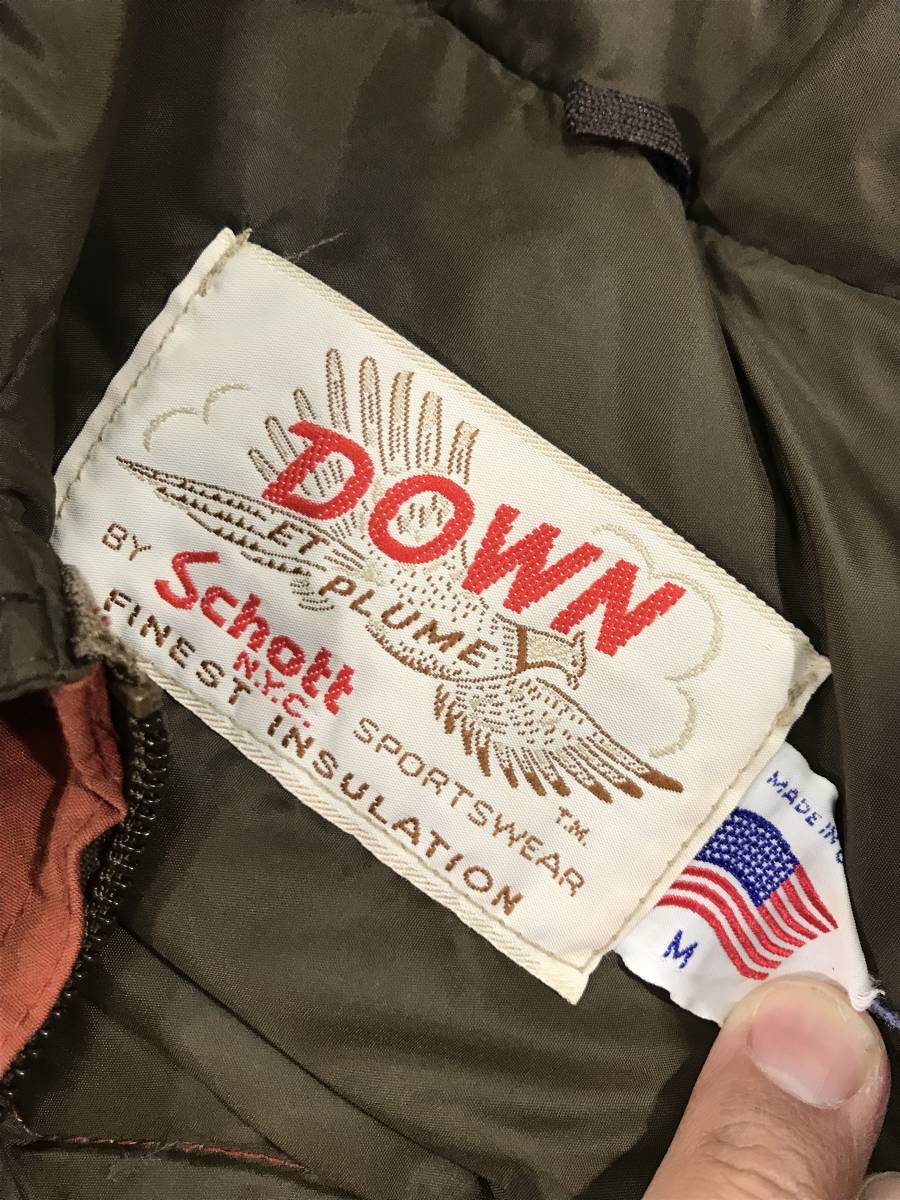 DOWN
ET PLUME
BY Schott
N.Y.C. SPORTSWEAR
FINEST INSULATION
T.M.
MADE IN
M